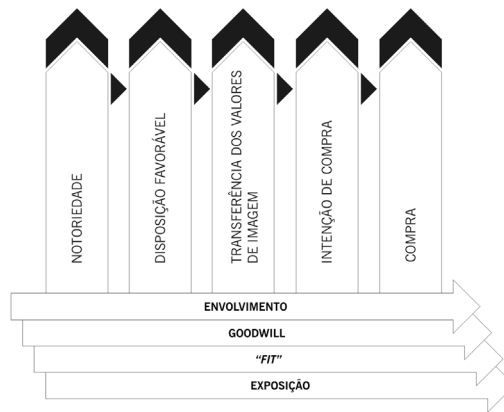 NOTORIEDADE
DISPOSIÇÃO FAVORÁVEL
TRANSFERÊNCIA DOS VALORES
DE IMAGEM
INTENÇÃO DE COMPRA
COMPRA
ENVOLVIMENTO
GOODWILL
“FIT”
EXPOSIÇÃO